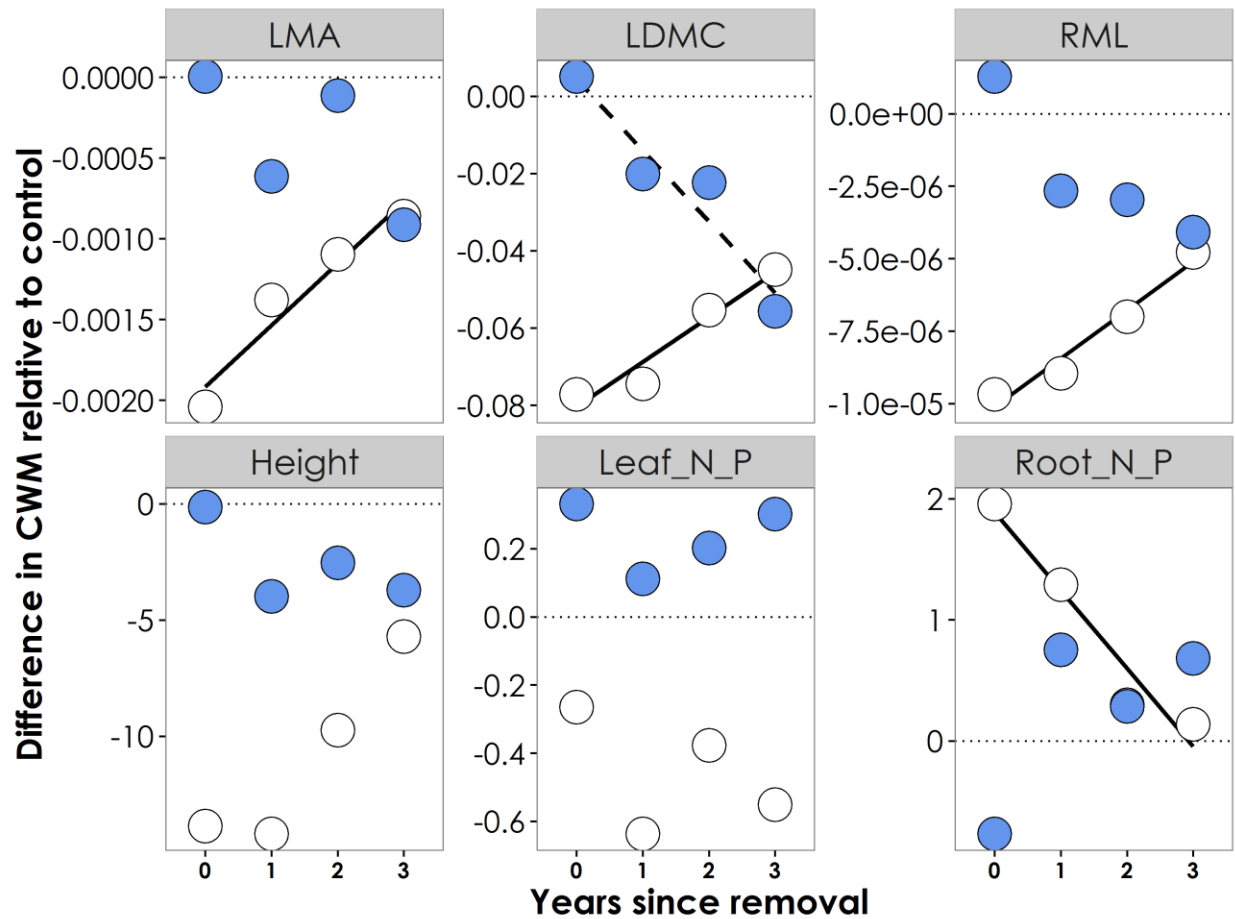 Difference in CWM relative to control
LMA
0.0000
-0.0005
-0.0010
-0.0015
-0.0020
LDMC
0.00
-0.02
-0.04
-0.06
-0.08
RML
0.0e+00
-2.5e-06
-5.0e-06
-7.5e-06
-1.0e-05
Height
0
-5
-10
0 1 2 3
Leaf_N_P
0.2
0.0
-0.2
-0.4
-0.6
0 1 2 3
Root_N_P
2
1
0
0 1 2 3
Years since removal